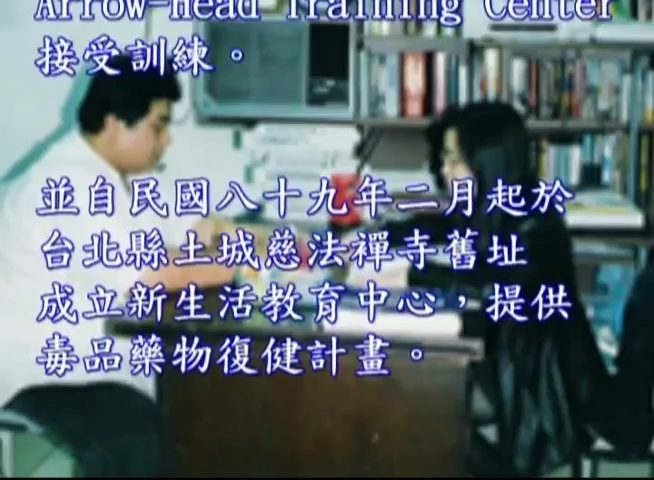 Arrow-Head Training Center
接受訓練。
並自民國八十九年二月起於
台北縣土城慈法禪寺舊址
成立新生活教育中心，提供
毒品藥物復健計畫。